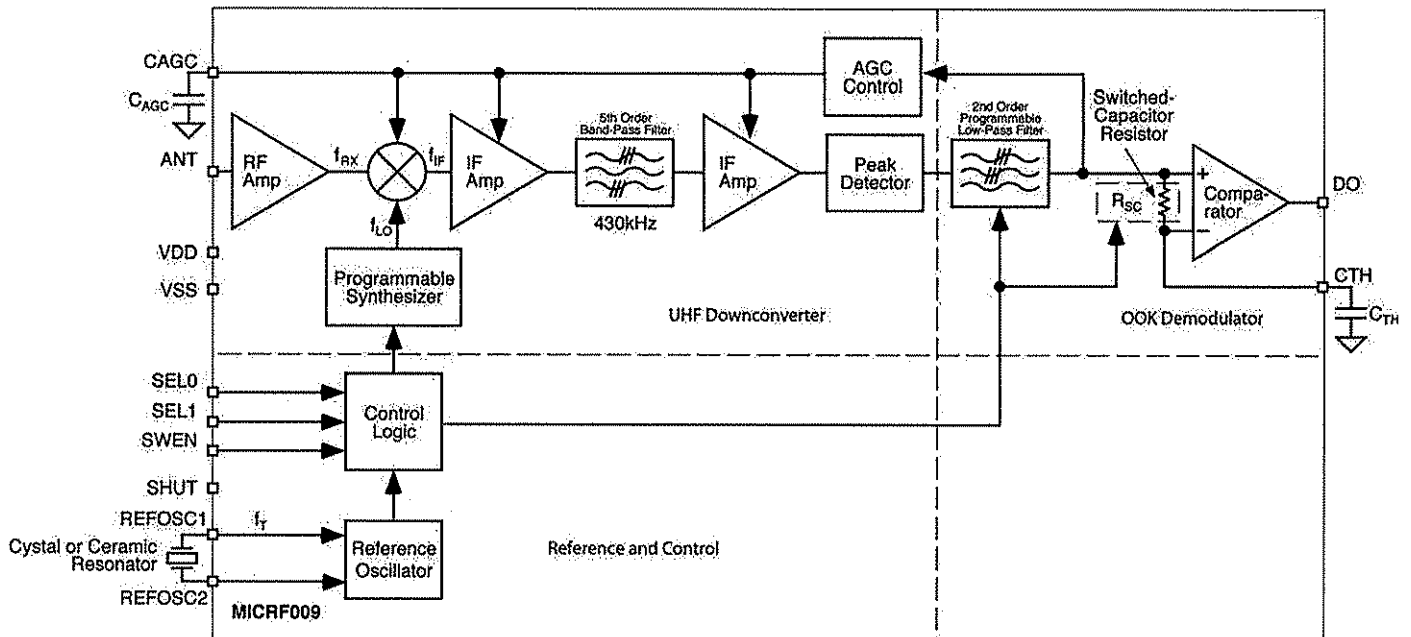 CAGC
CAGC
ANT
RF
Amp
fRX
fIF
IF
Amp
5th Order
Band-Pass Filter
430kHz
IF
Amp
AGC
Control
Peak
Detector
2nd Order
Programmable
Low-Pass Filter
Switched-
Capacitor
Resistor
RSC
+
−
Compa-
rator
DO
CTH
CTH
fLO
VDD
VSS
Programmable
Synthesizer
UHF Downconverter
OOK Demodulator
SEL0
SEL1
SWEN
Control
Logic
SHUT
REFOSC1
fT
Cystal or Ceramic
Resonator
Reference
Oscillator
Reference and Control
REFOSC2
MICRF009